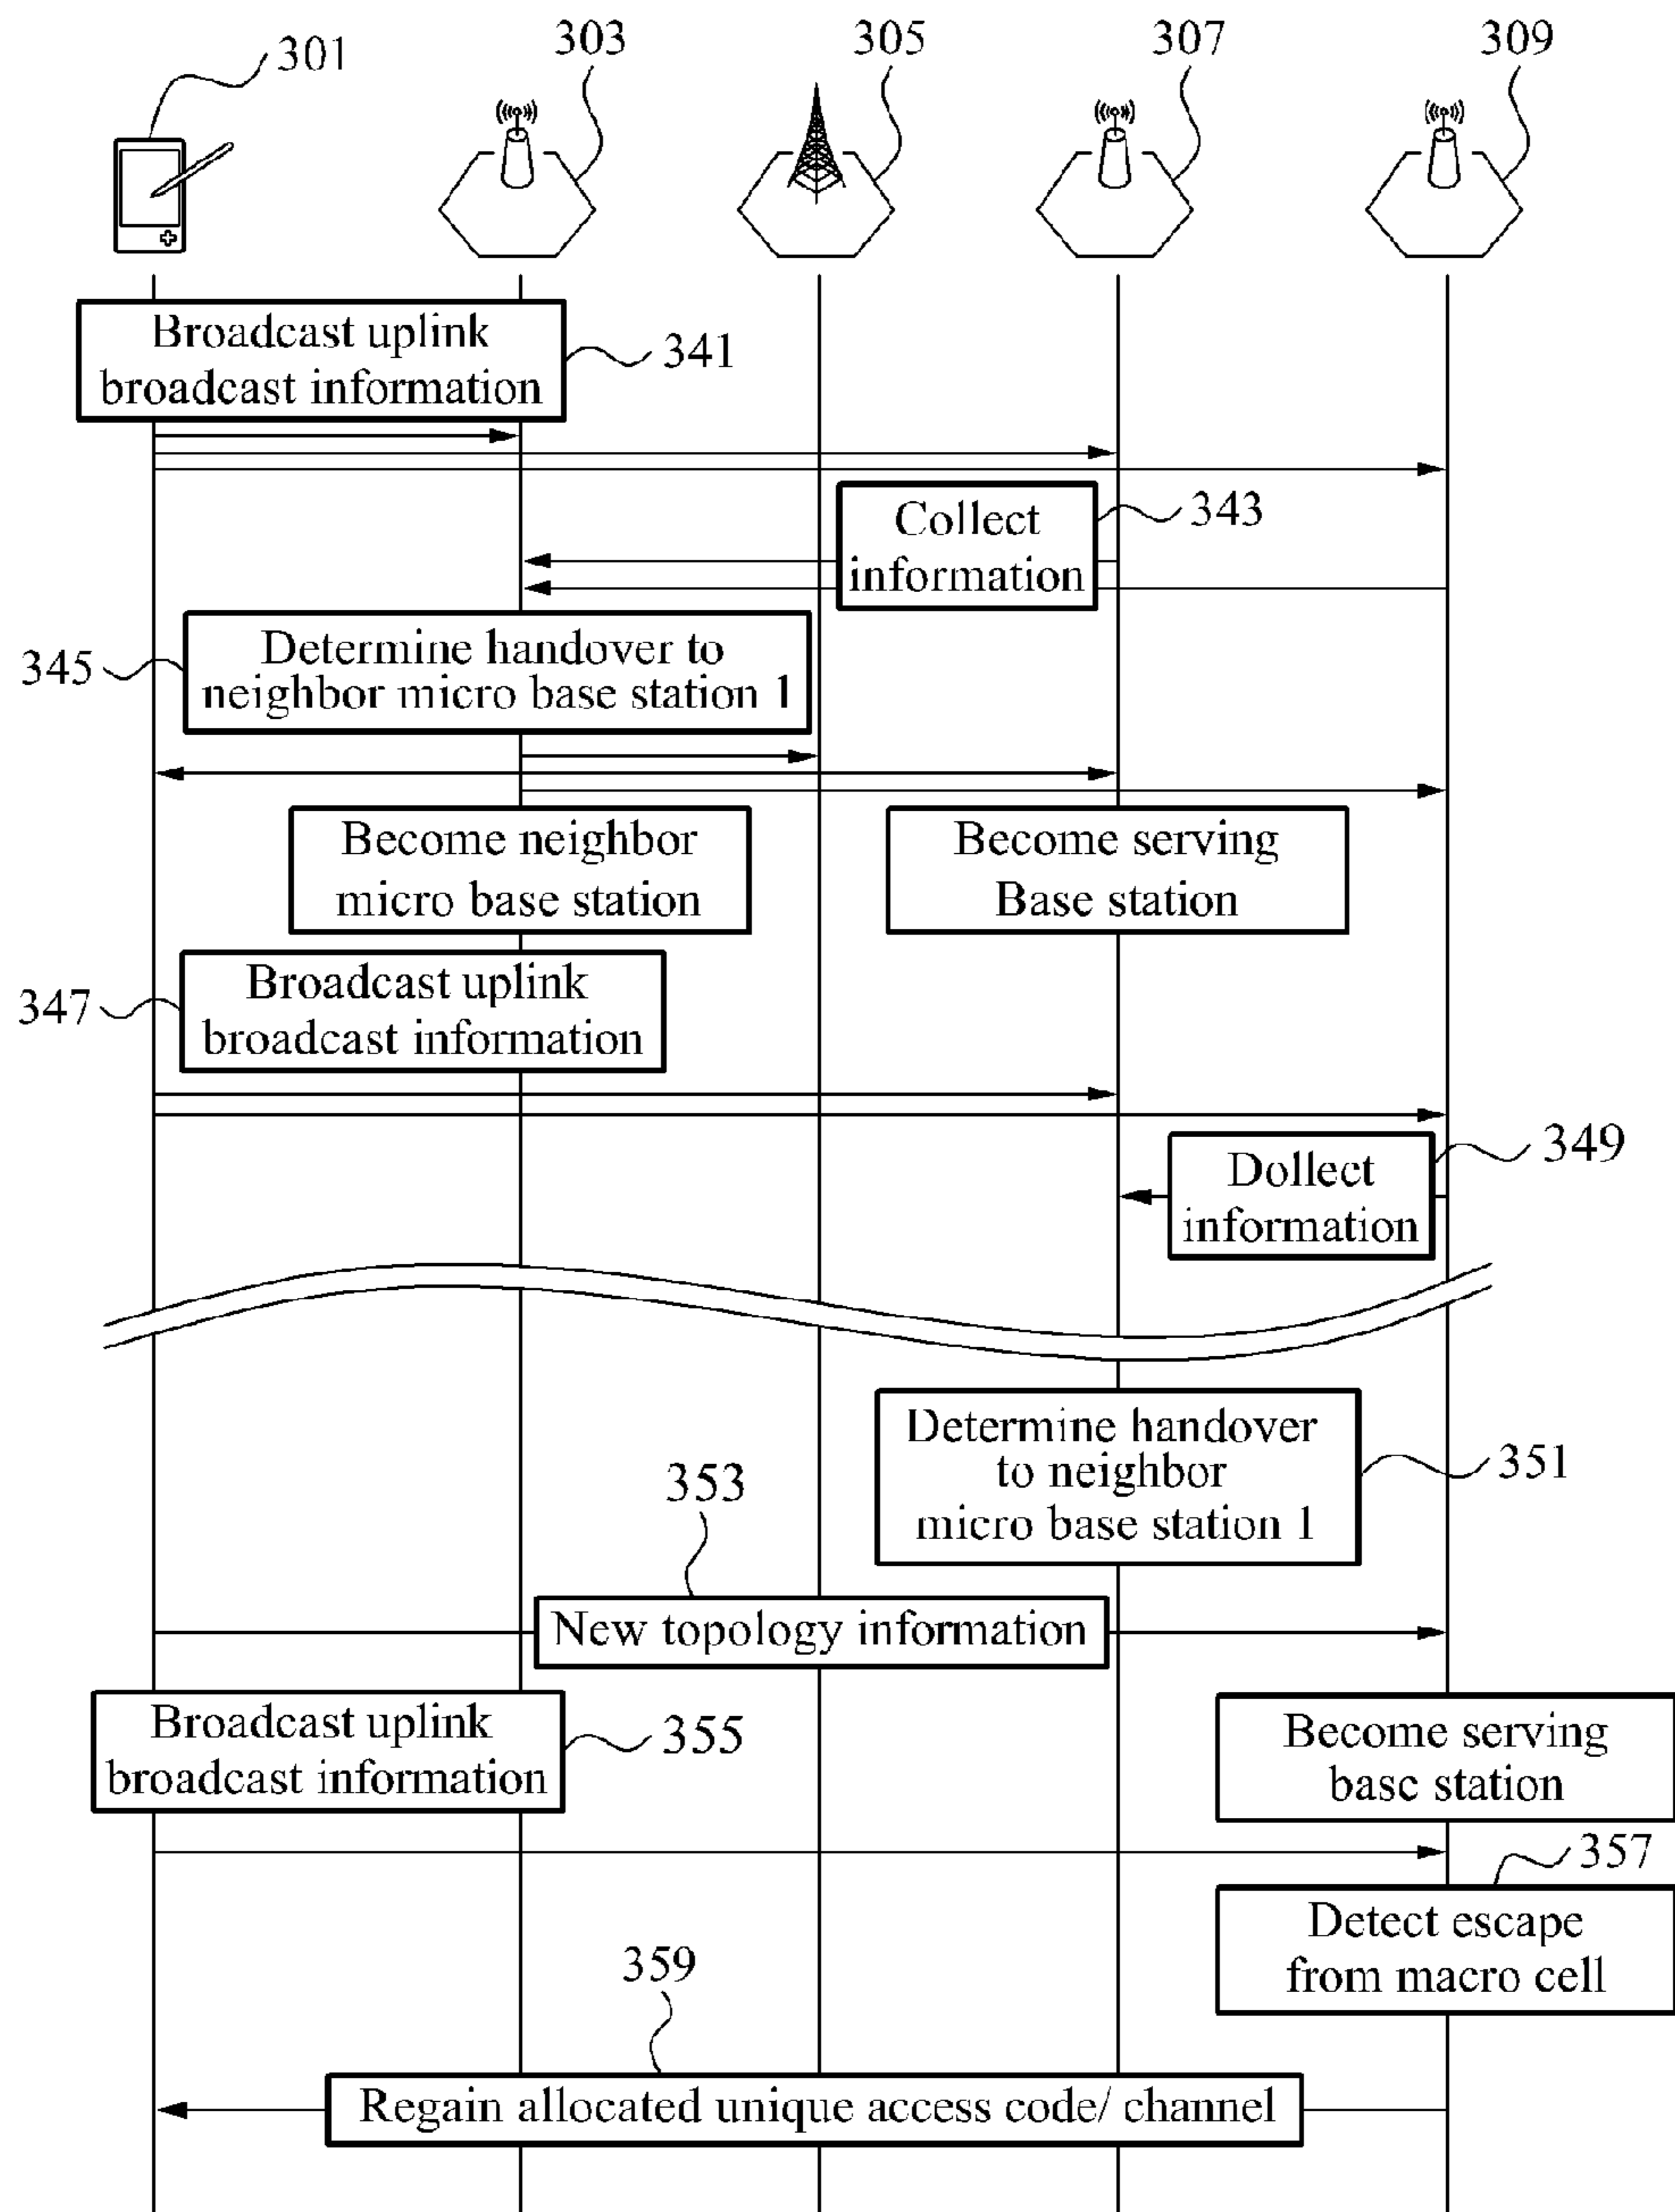 301
303
305
307
309
Broadcast uplink
broadcast information
341
Collect
information
343
345
Determine handover to
neighbor micro base station 1
Become neighbor
micro base station
Become serving
Base station
347
Broadcast uplink
broadcast information
349
Dollect
information
Determine handover
to neighbor
micro base station 1
351
353
New topology information
Broadcast uplink
broadcast information
355
Become serving
base station
357
Detect escape
from macro cell
359
Regain allocated unique access code/ channel